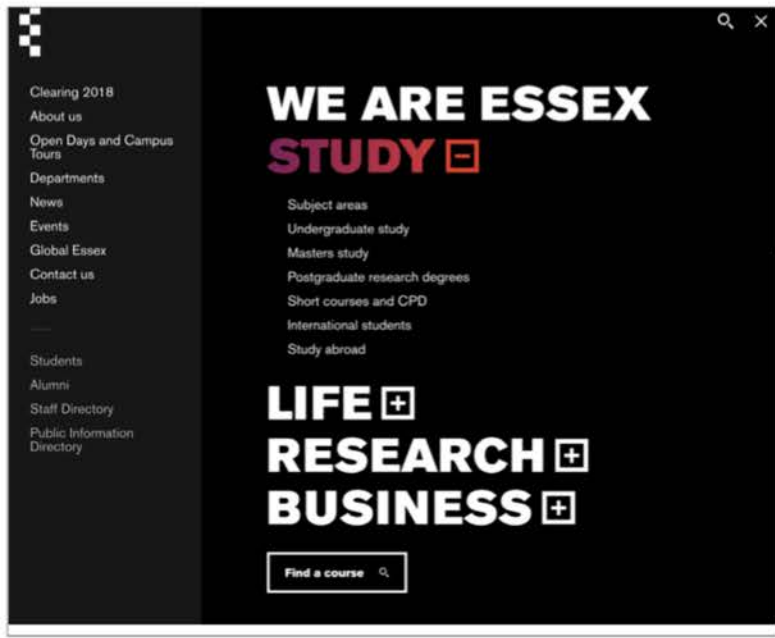 Clearing 2018
About us
Open Days and Campus
Tours
Departments
News
Events
Global Essex
Contact us
Jobs
Students
Alumni
Staff Directory
Public Information
Directory
WE ARE ESSEX
STUDY
Subject areas
Undergraduate study
Masters study
Postgraduate research degrees
Short courses and CPD
International students
Study abroad
LIFE
RESEARCH
BUSINESS
Find a course